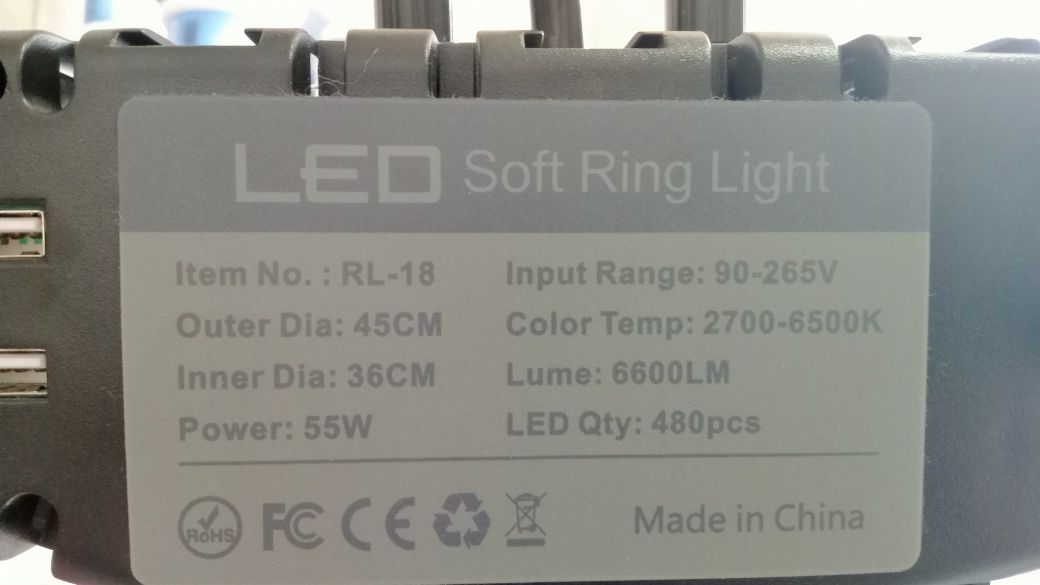 LED Soft Ring Light
Item No. : RL-18
Input Range: 90-265V
Outer Dia: 45CM
Color Temp: 2700-6500K
Inner Dia: 36CM
Lume: 6600LM
Power: 55W
LED Qty: 480pcs
RoHS FC CE
Made in China